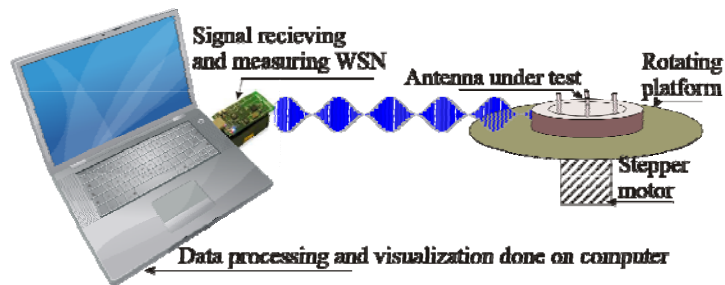 Signal recieving
and measuring WSN
Antenna under test
Rotating
platform
Stepper
motor
Data processing and visualization done on computer